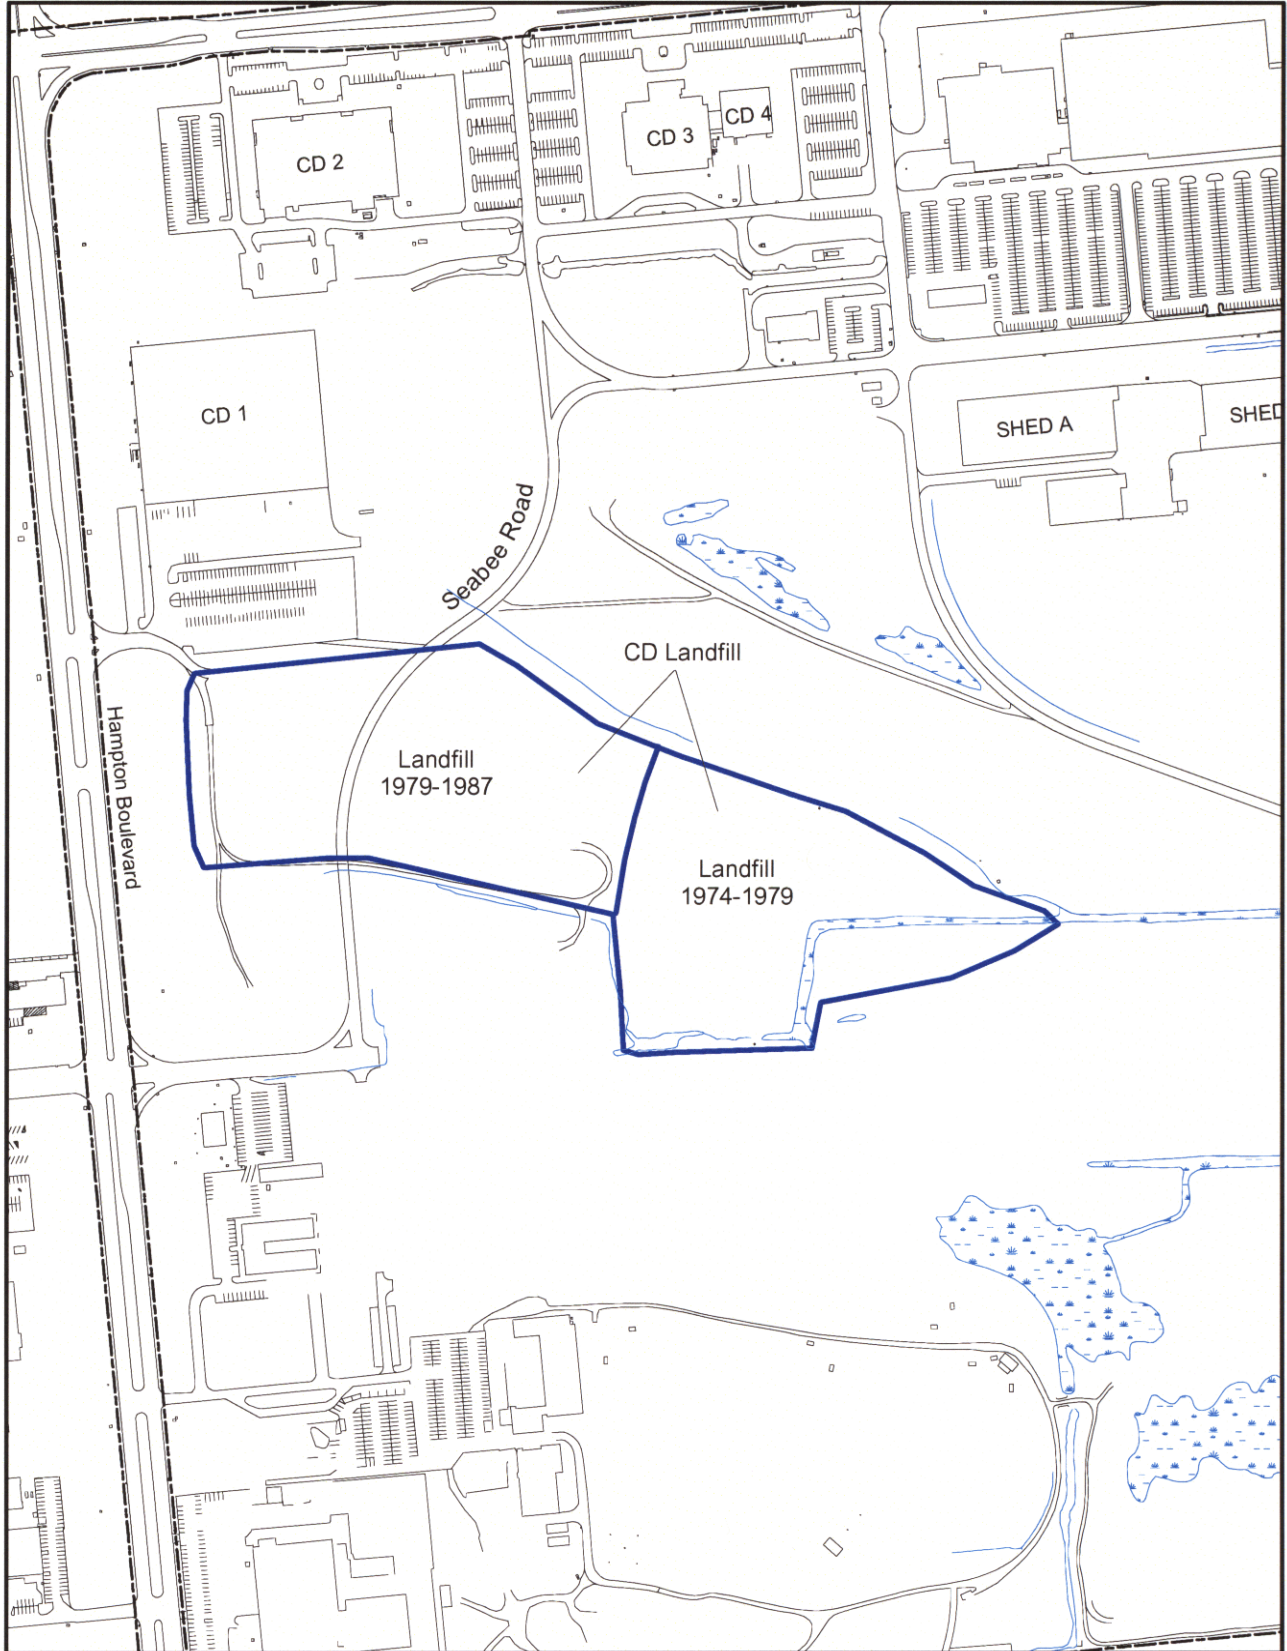 CD 4
CD 3
CD 2
SHED A
SHED
CD 1
Seabee Road
CD Landfill
Hampton Boulevard
Landfill
1979-1987
Landfill
1974-1979